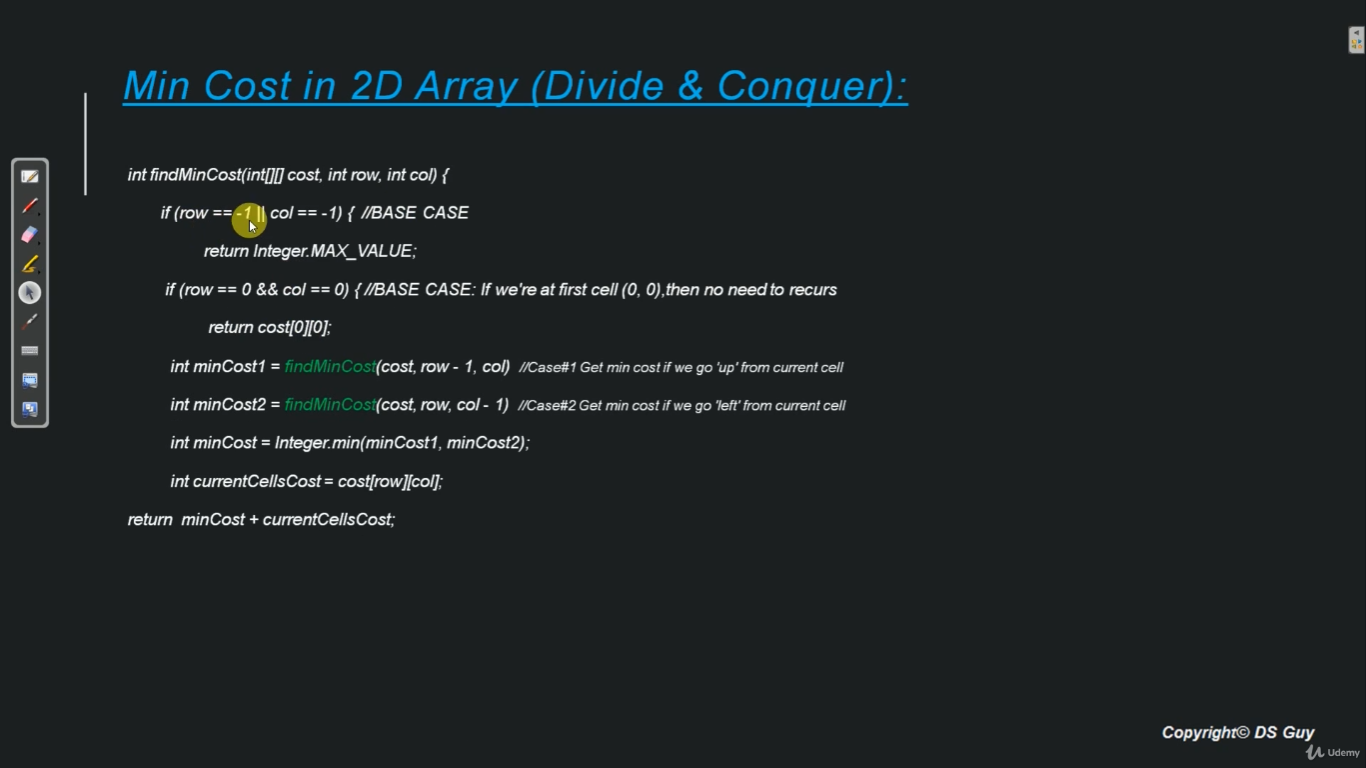 Min Cost in 2D Array (Divide & Conquer):
int findMinCost(int[][] cost, int row, int col) {
if (row == -1 || col == -1) { //BASE CASE
return Integer.MAX_VALUE;
if (row == 0 && col == 0) { //BASE CASE: If we're at first cell (0, 0),then no need to recurs
return cost[0][0];
int minCost1 = findMinCost(cost, row - 1, col) //Case#1 Get min cost if we go 'up' from current cell
int minCost2 = findMinCost(cost, row, col - 1) //Case#2 Get min cost if we go 'left' from current cell
int minCost = Integer.min(minCost1, minCost2);
int currentCellsCost = cost[row][col];
return minCost + currentCellsCost;
Copyright© DS Guy
Udemy